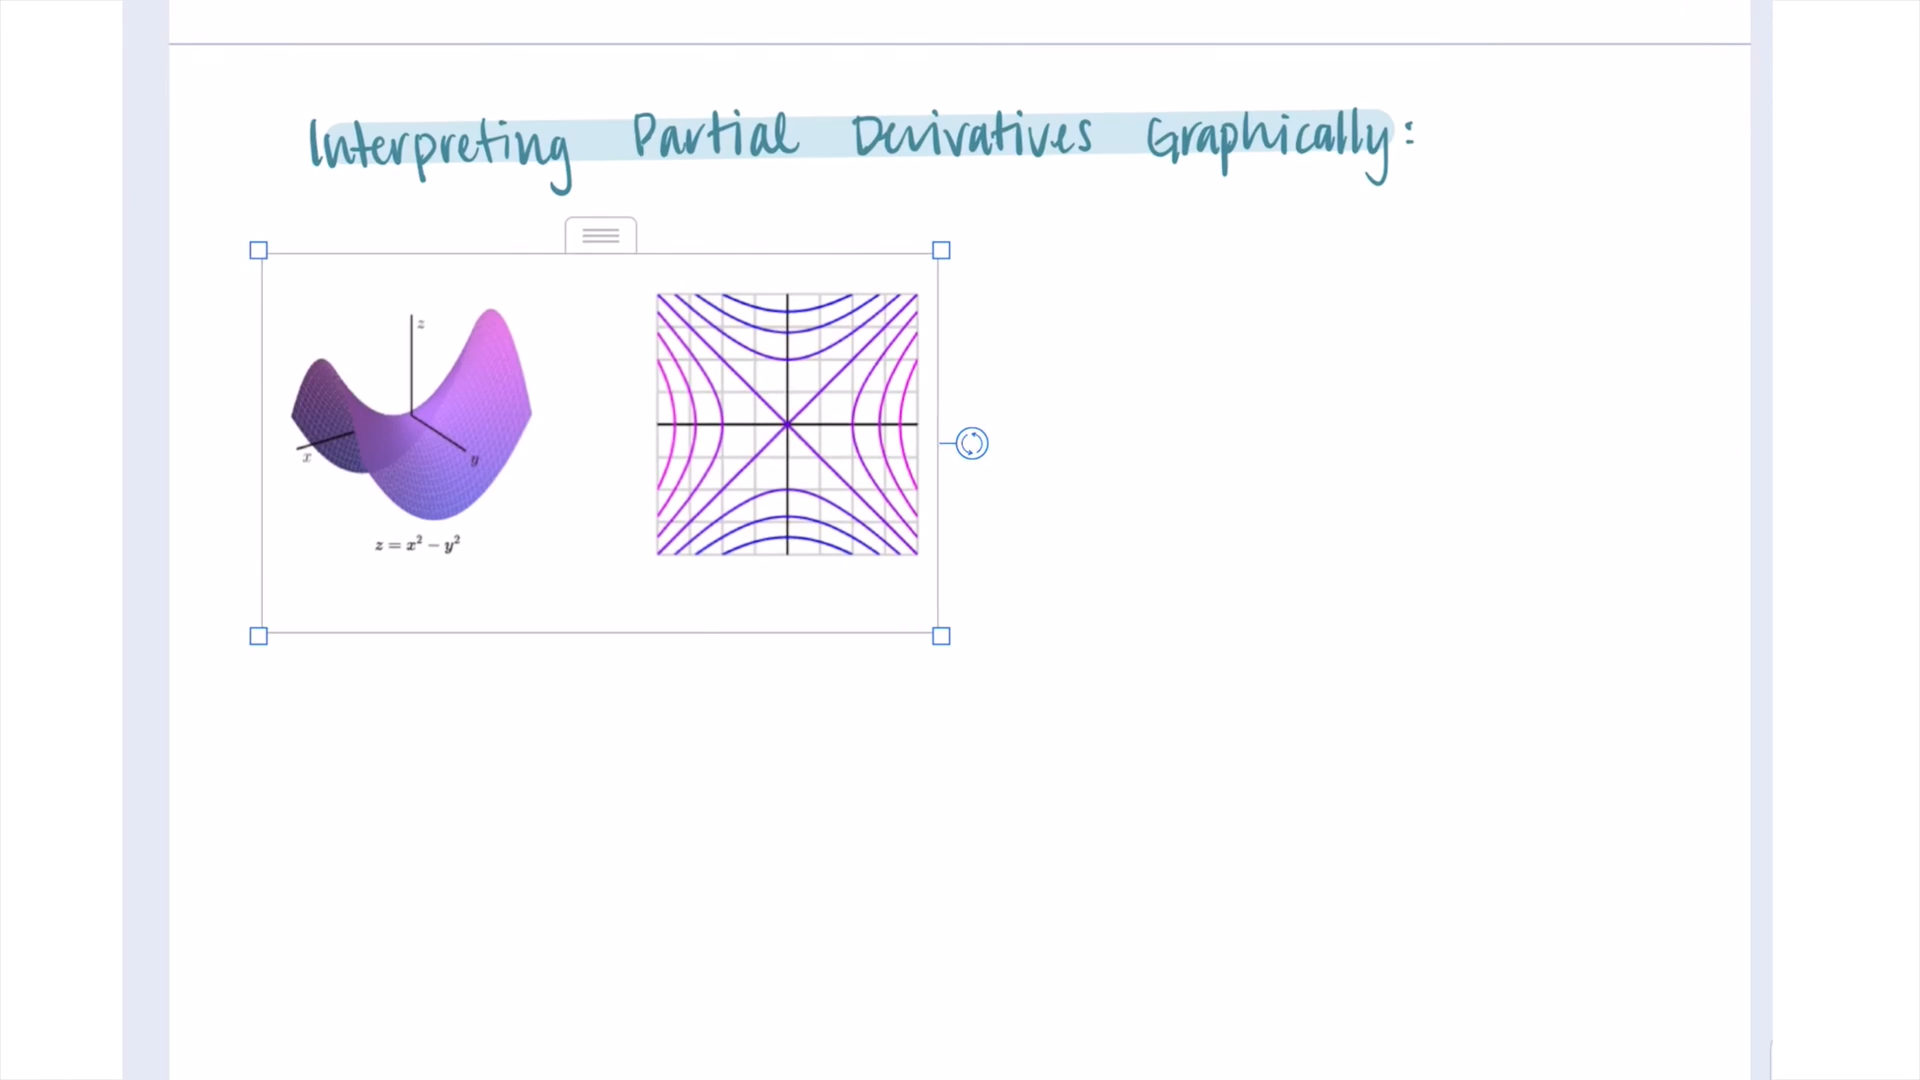 Interpreting Partial Derivatives Graphically:
z
x
y
z = x² − y²